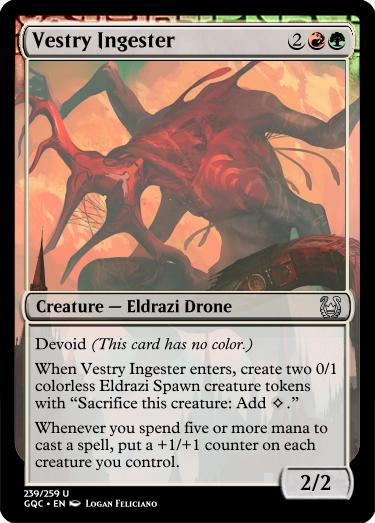 Vestry Ingester 2
Creature — Eldrazi Drone
Devoid (This card has no color.)
When Vestry Ingester enters, create two 0/1
colorless Eldrazi Spawn creature tokens
with “Sacrifice this creature: Add .”
Whenever you spend five or more mana to
cast a spell, put a +1/+1 counter on each
creature you control.
2/2
239/259 U
GQC • EN Logan Feliciano